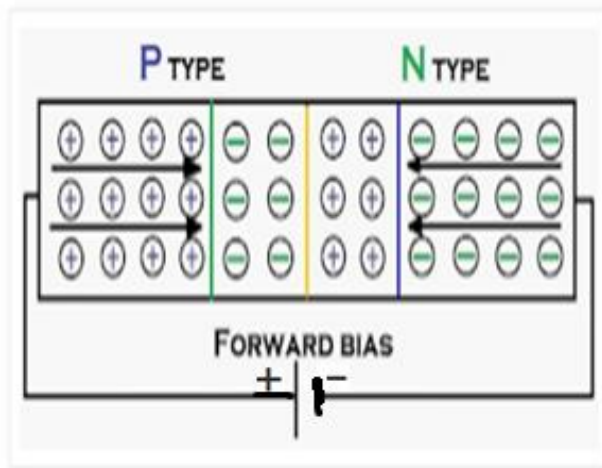 P TYPE N TYPE
+ + + + − − + + − − − −
+ + + + − − + + − − − −
+ + + + − − + + − − − −
FORWARD BIAS
+ −